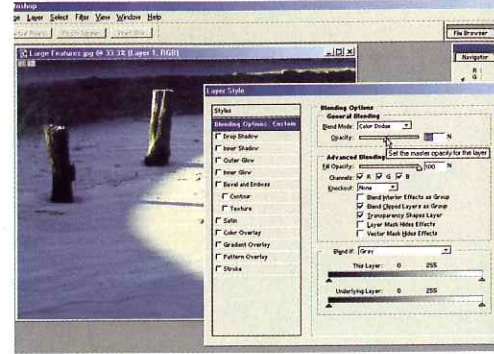 toshop
ge Layer Select Filter View Window Help
File Browser
Large Features.jpg @ 33.3% (Layer 1, RGB)
Navigator
R :
G :
Layer Style
Styles
Blending Options: Custom
Drop Shadow
Inner Shadow
Outer Glow
Inner Glow
Bevel and Emboss
Contour
Texture
Satin
Color Overlay
Gradient Overlay
Pattern Overlay
Stroke
Blending Options
General Blending
Blend Mode: Color Dodge
Opacity: %
Set the master opacity for the layer
Advanced Blending
Fill Opacity: 100 %
Channels: R G B
Knockout: None
Blend Interior Effects as Group
Blend Clipped Layers as Group
Transparency Shapes Layer
Layer Mask Hides Effects
Vector Mask Hides Effects
Blend If: Gray
This Layer: 0 255
Underlying Layer: 0 255